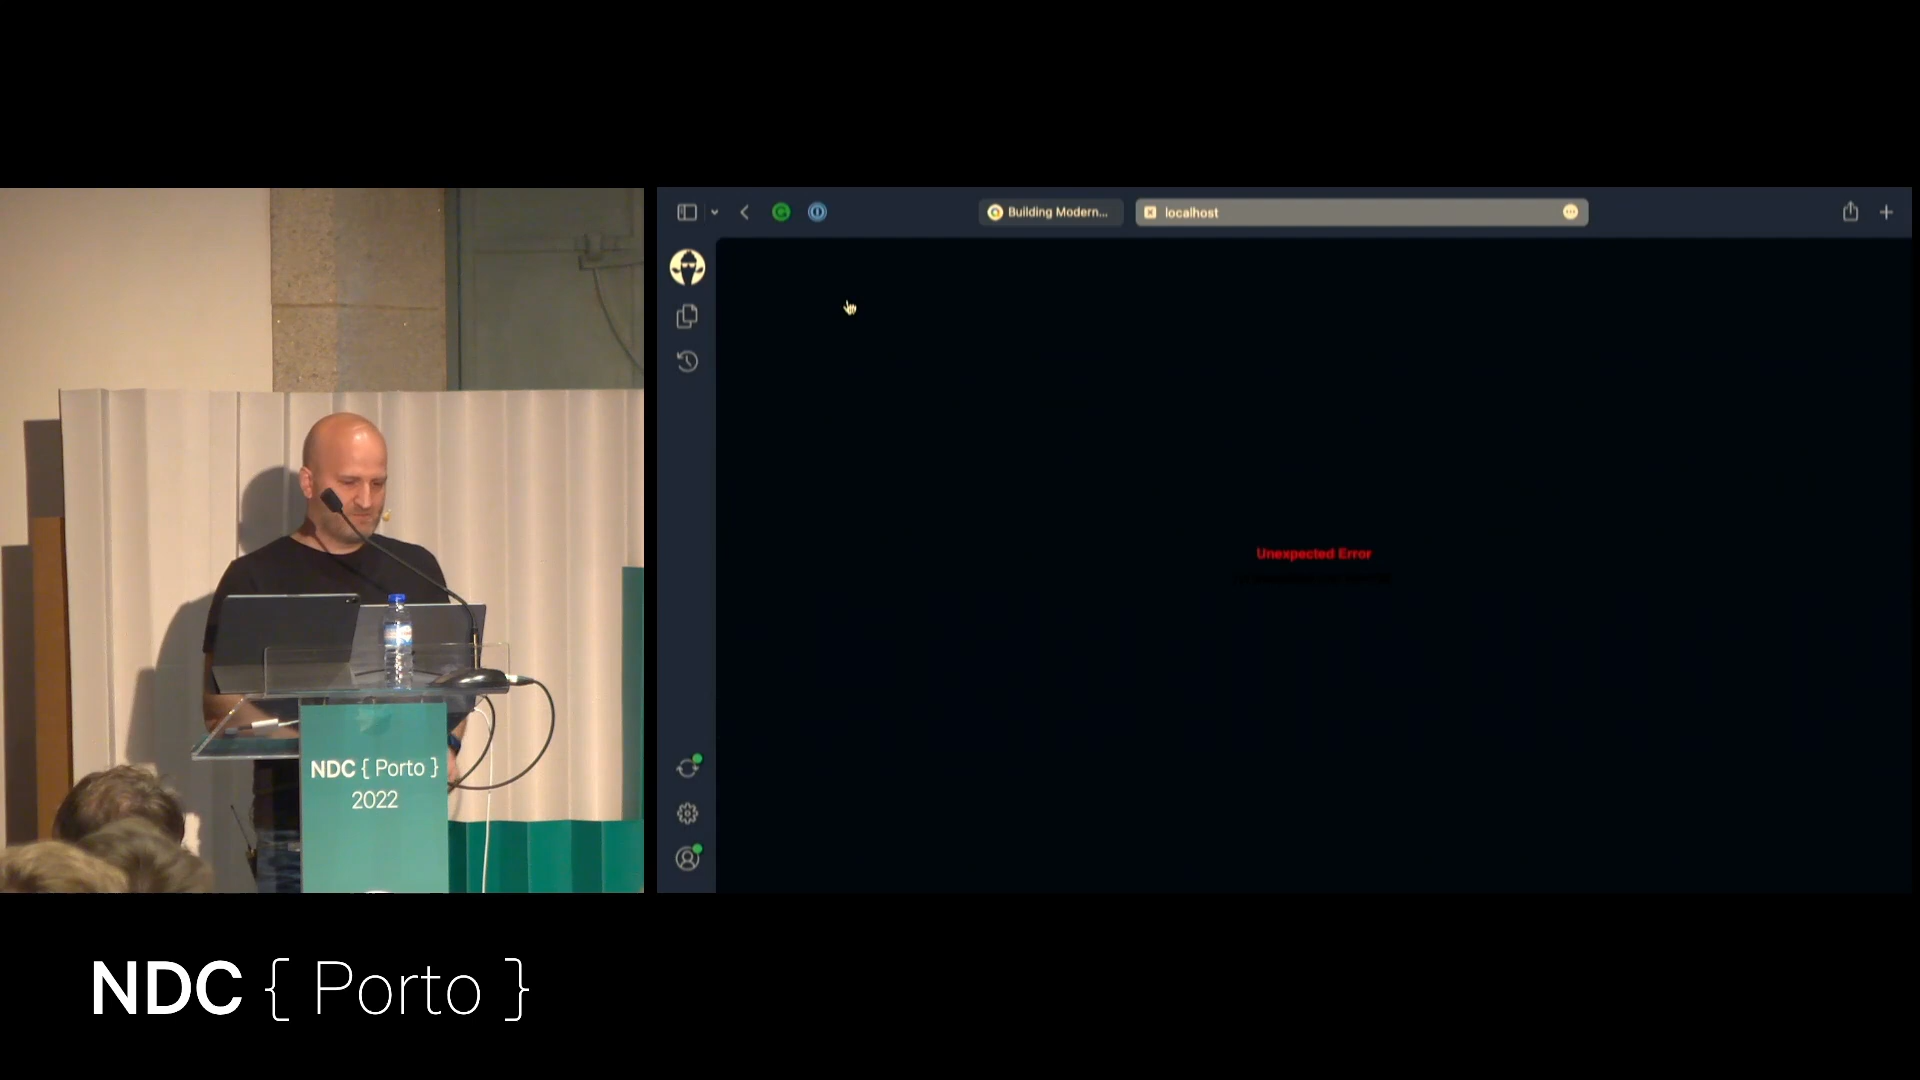 Building Modern...
localhost
Unexpected Error
NDC { Porto }
2022
NDC { Porto }